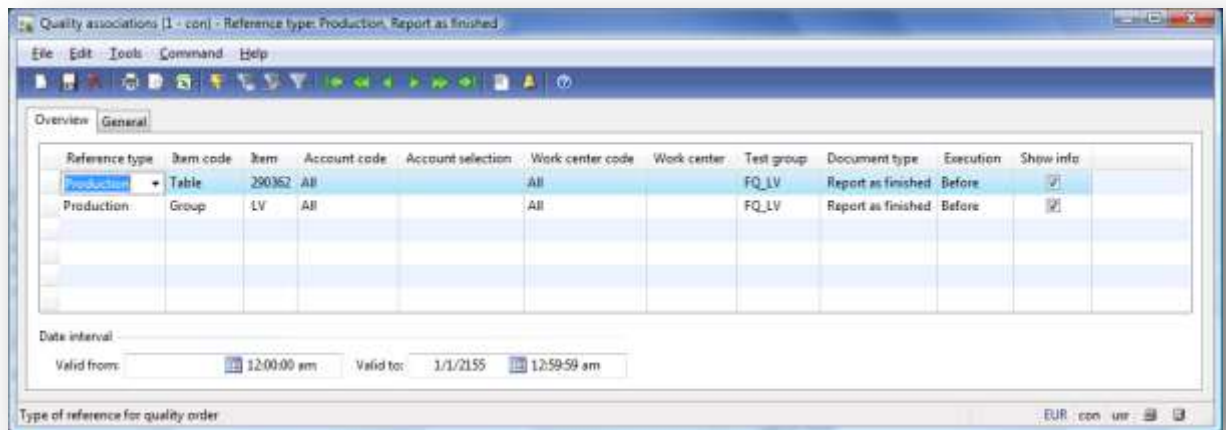 Quality associations (1 - con) - Reference type: Production, Report as finished
File Edit Tools Command Help
Overview General
Reference type Item code Item Account code Account selection Work center code Work center Test group Document type Execution Show info
Production Table 290362 All All FQ_LV Report as finished Before
Production Group LV All All FQ_LV Report as finished Before
Date interval
Valid from: 12:00:00 am Valid to: 1/1/2155 12:59:59 am
Type of reference for quality order EUR con usr